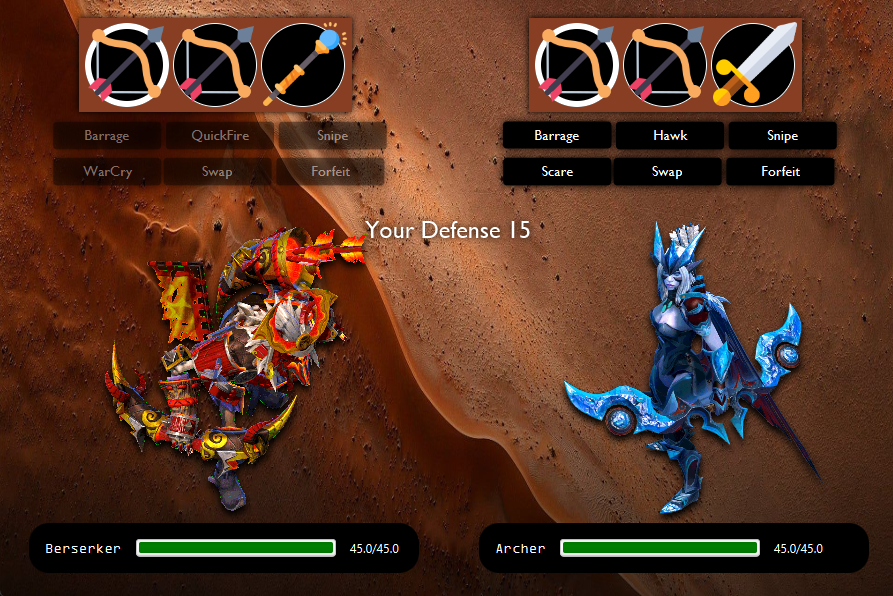 Barrage QuickFire Snipe
WarCry Swap Forfeit
Barrage Hawk Snipe
Scare Swap Forfeit
Your Defense 15
Berserker 45.0/45.0
Archer 45.0/45.0